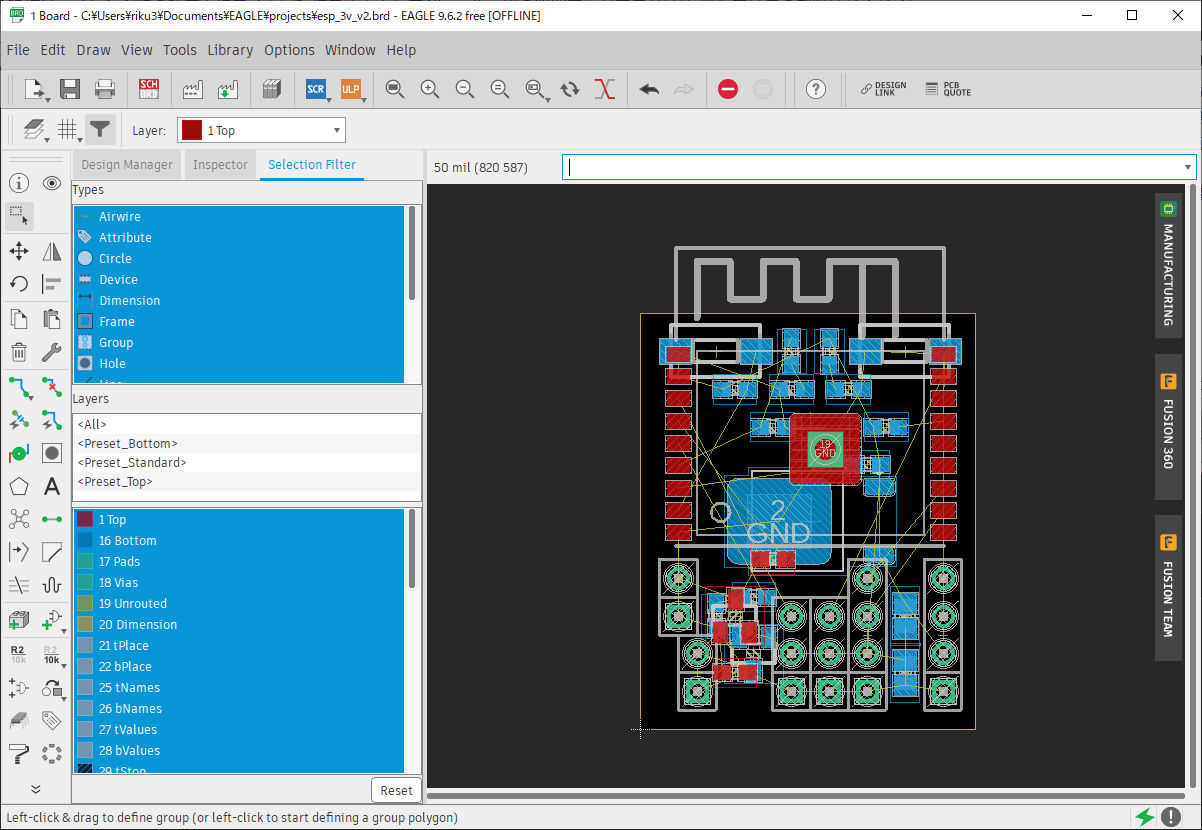 1 Board - C:¥Users¥riku3¥Documents¥EAGLE¥projects¥esp_3v_v2.brd - EAGLE 9.6.2 free [OFFLINE]
File Edit Draw View Tools Library Options Window Help
SCH
BRD
SCR
ULP
DESIGN
LINK
PCB
QUOTE
Layer:
1 Top
Design Manager
Inspector
Selection Filter
50 mil (820 587)
Types
Airwire
Attribute
Circle
Device
Dimension
Frame
Group
Hole
Layers
<All>
<Preset_Bottom>
<Preset_Standard>
<Preset_Top>
1 Top
16 Bottom
17 Pads
18 Vias
19 Unrouted
20 Dimension
21 tPlace
22 bPlace
25 tNames
26 bNames
27 tValues
28 bValues
29 tStop
Reset
R2
10k
R2
10k
19
GND
2
GND
MANUFACTURING
FUSION 360
FUSION TEAM
Left-click & drag to define group (or left-click to start defining a group polygon)